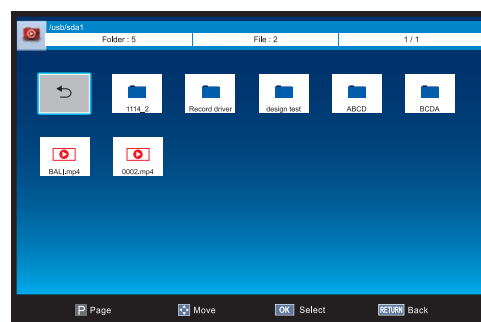 /usb/sda1
Folder : 5 File : 2 1 / 1
1114_2 Record driver design test ABCD BCDA
BALI.mp4 0002.mp4
P Page Move OK Select RETURN Back